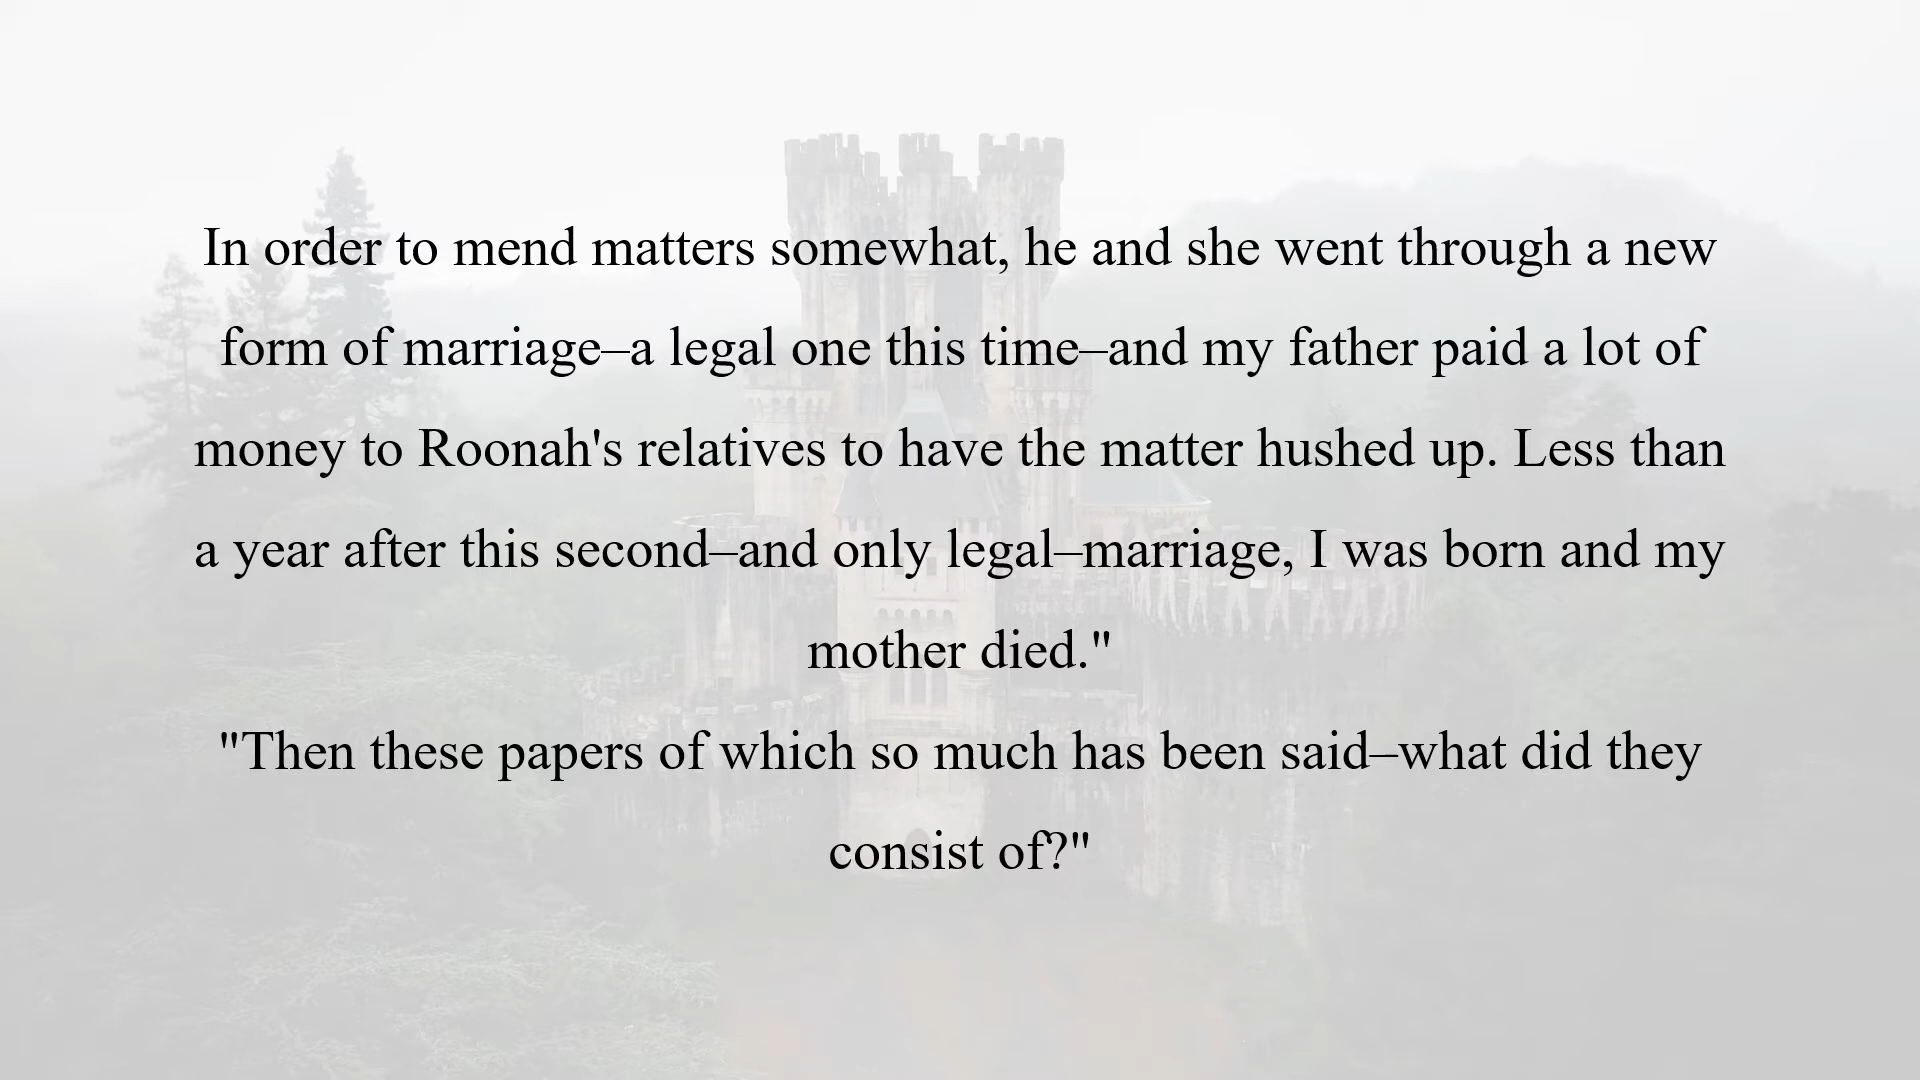 In order to mend matters somewhat, he and she went through a new
form of marriage–a legal one this time–and my father paid a lot of
money to Roonah's relatives to have the matter hushed up. Less than
a year after this second–and only legal–marriage, I was born and my
mother died."
"Then these papers of which so much has been said–what did they
consist of?"